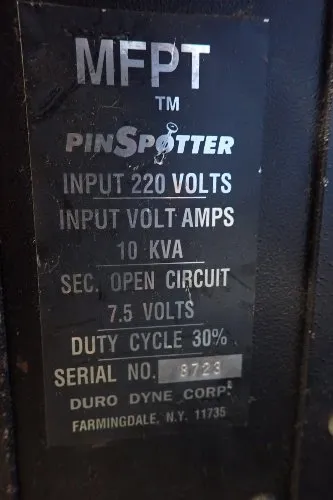 MFPT
TM
PINSPOTTER
INPUT 220 VOLTS
INPUT VOLT AMPS
10 KVA
SEC. OPEN CIRCUIT
7.5 VOLTS
DUTY CYCLE 30%
SERIAL NO. 3723
DURO DYNE CORP.
FARMINGDALE, N.Y. 11735